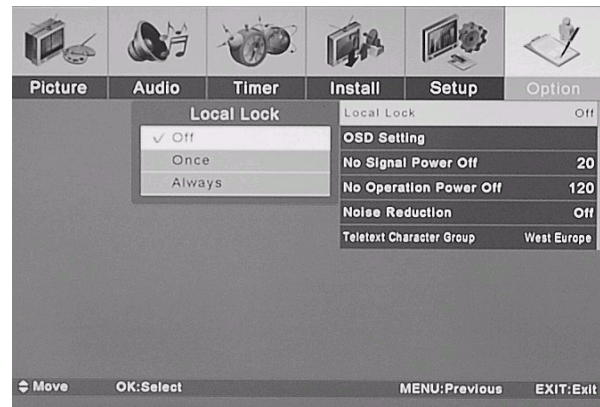 Picture Audio Timer Install Setup Option
Local Lock
✓ Off
Once
Always
Local Lock Off
OSD Setting
No Signal Power Off 20
No Operation Power Off 120
Noise Reduction Off
Teletext Character Group West Europe
Move OK:Select MENU:Previous EXIT:Exit